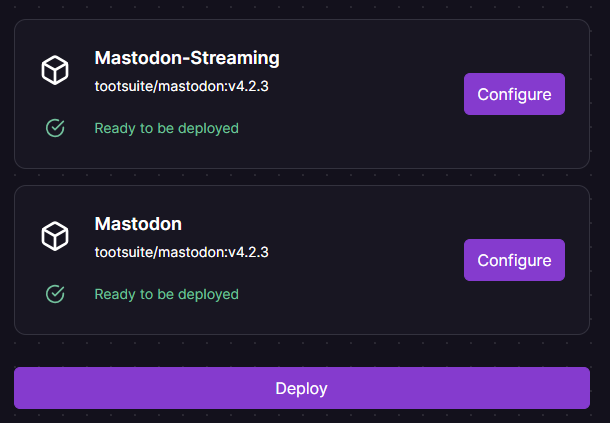 Mastodon-Streaming
tootsuite/mastodon:v4.2.3
Configure
Ready to be deployed
Mastodon
tootsuite/mastodon:v4.2.3
Configure
Ready to be deployed
Deploy